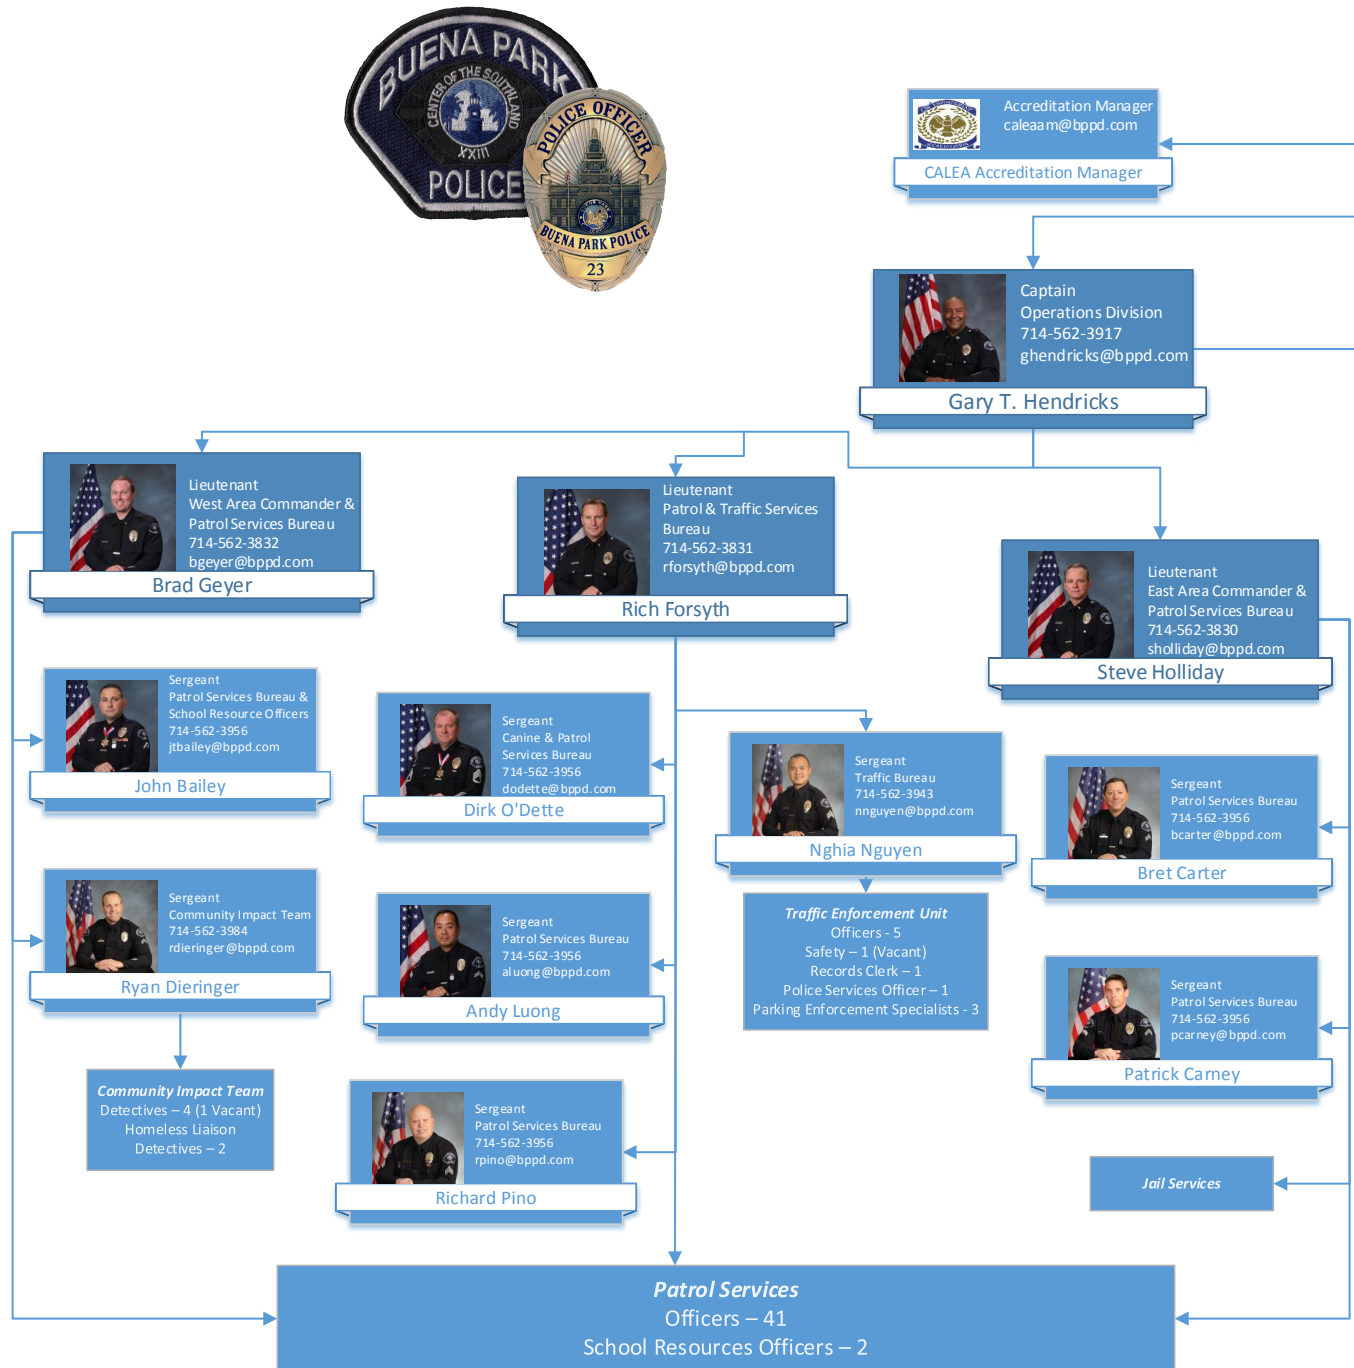 BUENA PARK
CENTER OF THE SOUTHLAND
XXIII
POLICE
POLICE OFFICER
BUENA PARK POLICE
23
Accreditation Manager
caleaam@bppd.com
CALEA Accreditation Manager
Captain
Operations Division
714-562-3917
ghendricks@bppd.com
Gary T. Hendricks
Lieutenant
West Area Commander &
Patrol Services Bureau
714-562-3832
bgeyer@bppd.com
Brad Geyer
Lieutenant
Patrol & Traffic Services
Bureau
714-562-3831
rforsyth@bppd.com
Rich Forsyth
Lieutenant
East Area Commander &
Patrol Services Bureau
714-562-3830
sholliday@bppd.com
Steve Holliday
Sergeant
Patrol Services Bureau &
School Resource Officers
714-562-3956
jtbailey@bppd.com
John Bailey
Sergeant
Canine & Patrol
Services Bureau
714-562-3956
dodette@bppd.com
Dirk O'Dette
Sergeant
Traffic Bureau
714-562-3943
nnguyen@bppd.com
Nghia Nguyen
Sergeant
Patrol Services Bureau
714-562-3956
bcarter@bppd.com
Bret Carter
Sergeant
Community Impact Team
714-562-3984
rdieringer@bppd.com
Ryan Dieringer
Sergeant
Patrol Services Bureau
714-562-3956
aluong@bppd.com
Andy Luong
Traffic Enforcement Unit
Officers - 5
Safety – 1 (Vacant)
Records Clerk – 1
Police Services Officer – 1
Parking Enforcement Specialists - 3
Sergeant
Patrol Services Bureau
714-562-3956
pcarney@bppd.com
Patrick Carney
Community Impact Team
Detectives – 4 (1 Vacant)
Homeless Liaison
Detectives – 2
Sergeant
Patrol Services Bureau
714-562-3956
rpino@bppd.com
Richard Pino
Jail Services
Patrol Services
Officers – 41
School Resources Officers – 2